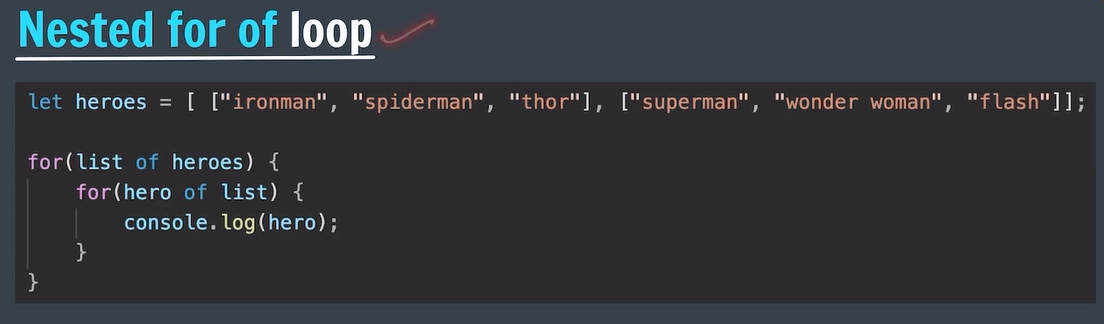 Nested for of loop
let heroes = [ ["ironman", "spiderman", "thor"], ["superman", "wonder woman", "flash"]];
for(list of heroes) {
for(hero of list) {
console.log(hero);
}
}